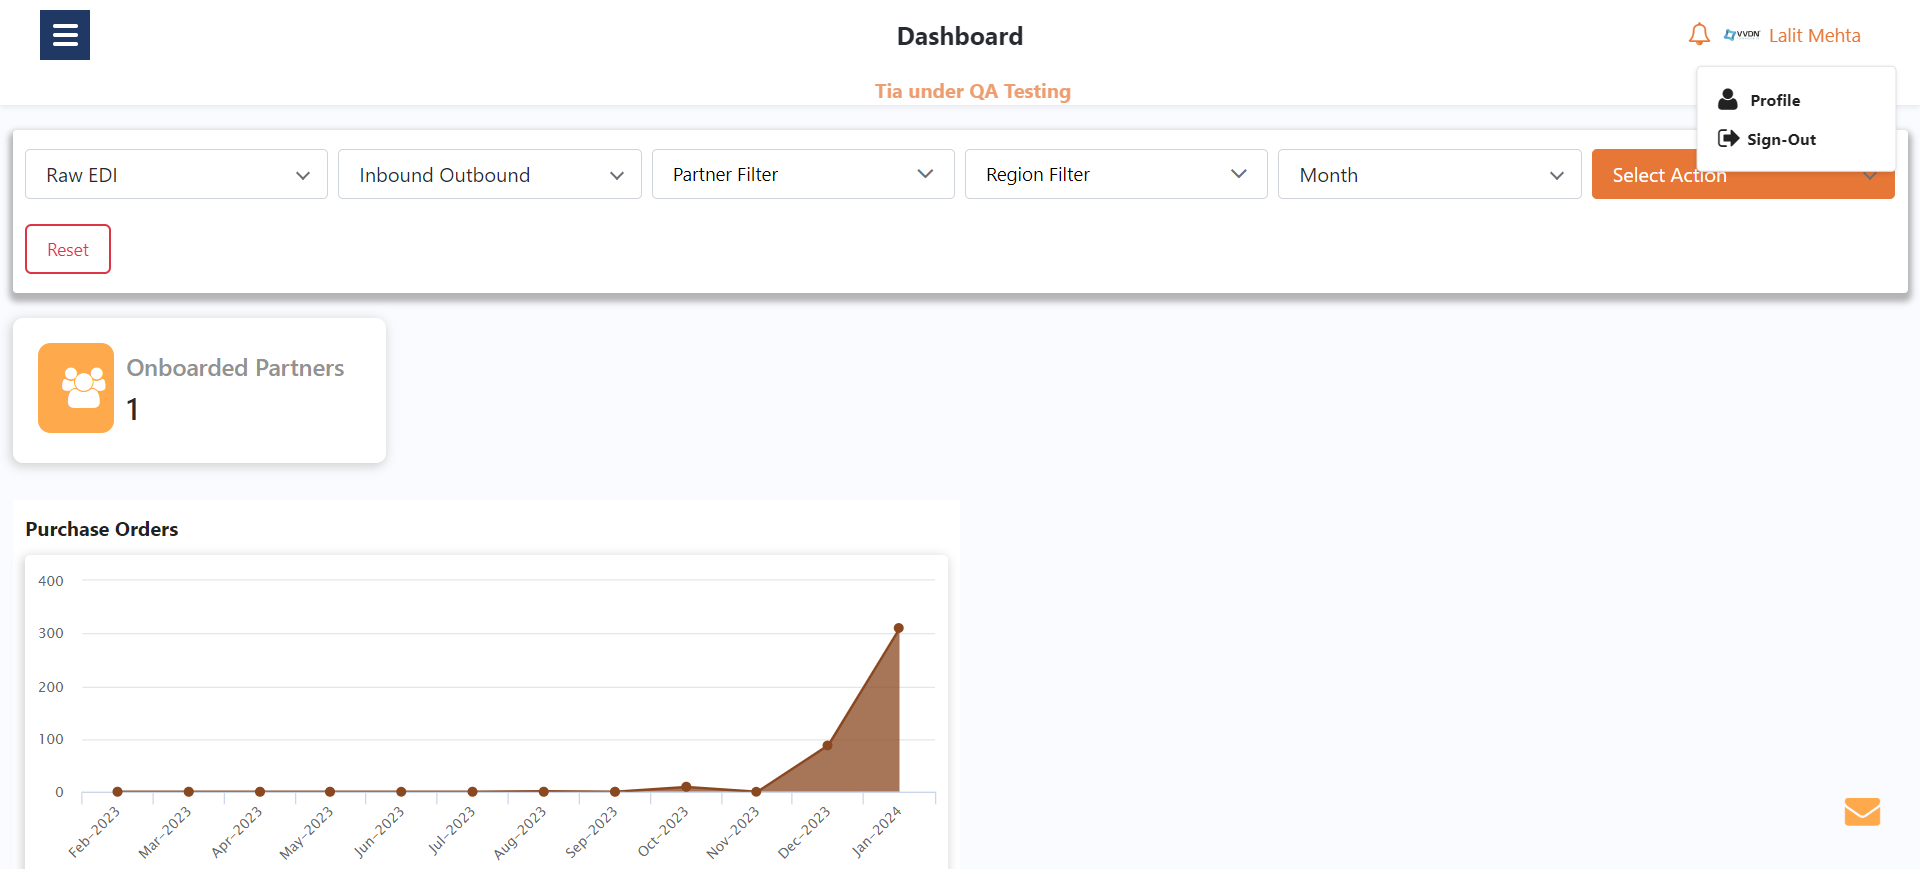 Dashboard
VVDN Lalit Mehta
Tia under QA Testing
Profile
Sign-Out
Raw EDI
Inbound Outbound
Partner Filter
Region Filter
Month
Select Action
Reset
Onboarded Partners
1
Purchase Orders
400
300
200
100
0
Feb-2023
Mar-2023
Apr-2023
May-2023
Jun-2023
Jul-2023
Aug-2023
Sep-2023
Oct-2023
Nov-2023
Dec-2023
Jan-2024